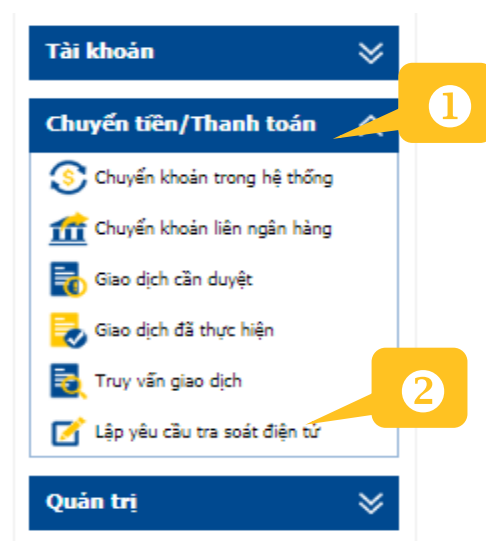 Tài khoản
1
Chuyển tiền/Thanh toán
Chuyển khoản trong hệ thống
Chuyển khoản liên ngân hàng
Giao dịch cần duyệt
Giao dịch đã thực hiện
Truy vấn giao dịch
2
Lập yêu cầu tra soát điện tử
Quản trị